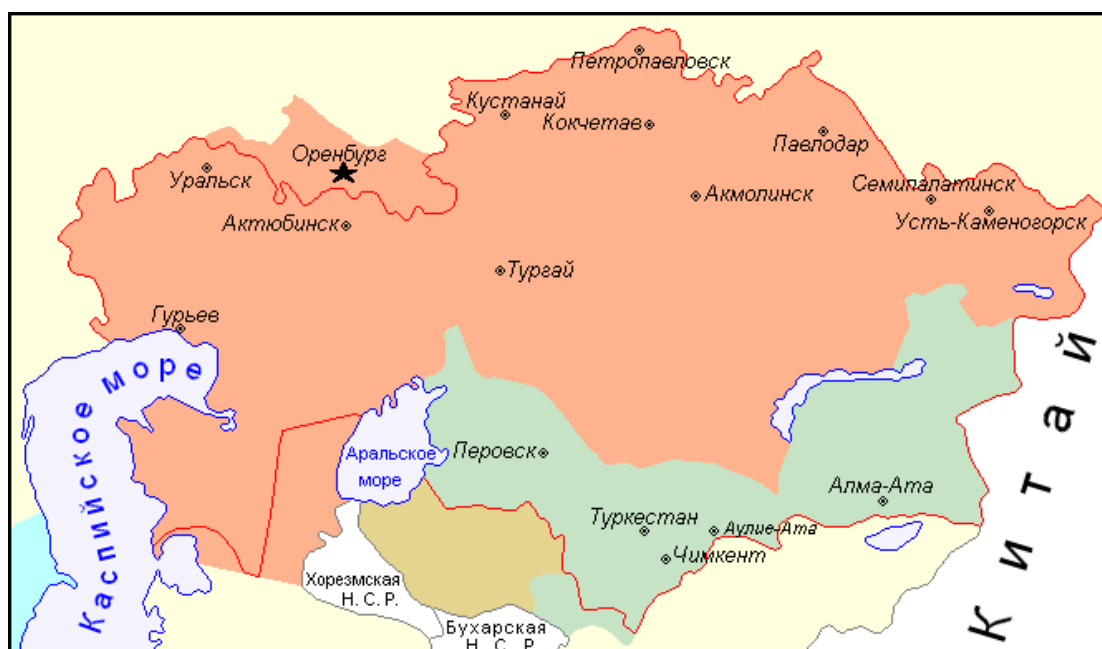 Петропавловск
Кустанай
Кокчетав
Павлодар
Оренбург
Уральск
Семипалатинск
Акмолинск
Усть-Каменогорск
Актюбинск
Тургай
Гурьев
Каспийское море
Китай
Перовск
Аральское
море
Алма-Ата
Туркестан
Аулие-Ата
Чимкент
Хорезмская
Н. С. Р.
Бухарская
Н. С. Р.